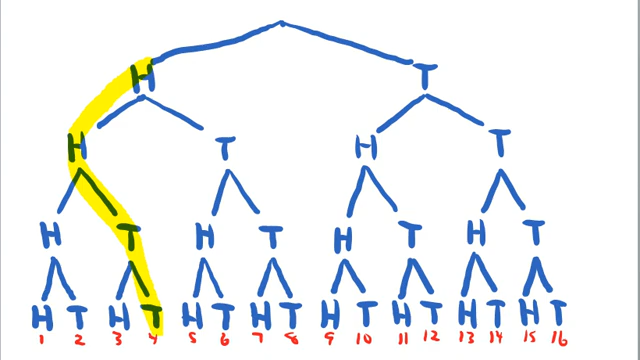 H T
H T H T
H T H T H T H T
H T H T H T H T H T H T H T H T
1 2 3 4 5 6 7 8 9 10 11 12 13 14 15 16